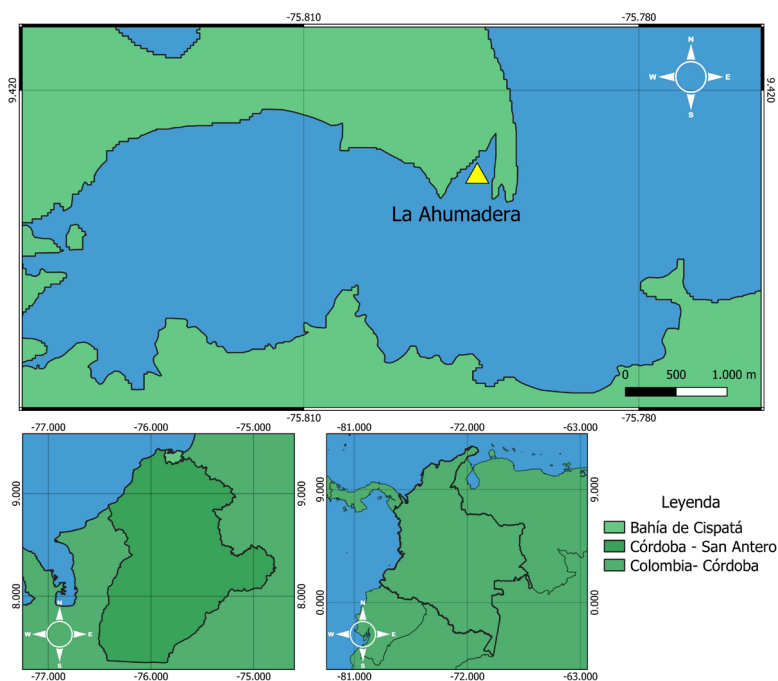 -75.810 -75.780
N
W E
S
9.420 9.420
La Ahumadera
0 500 1.000 m
-75.810 -75.780
-77.000 -76.000 -75.000
9.000 9.000
8.000 8.000
N
W E
S
-77.000 -76.000 -75.000
-81.000 -72.000 -63.000
9.000 9.000
0.000 0.000
N
W E
S
-81.000 -72.000 -63.000
Leyenda
Bahía de Cispatá
Córdoba - San Antero
Colombia- Córdoba